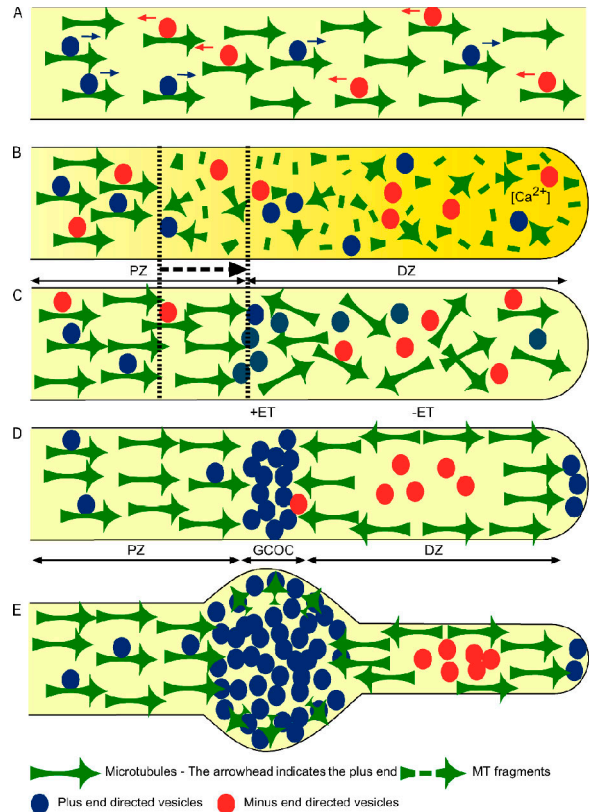 A
B
[Ca2+]
PZ
DZ
C
+ET
-ET
D
PZ
GCOC
DZ
E
Microtubules - The arrowhead indicates the plus end
MT fragments
Plus end directed vesicles
Minus end directed vesicles